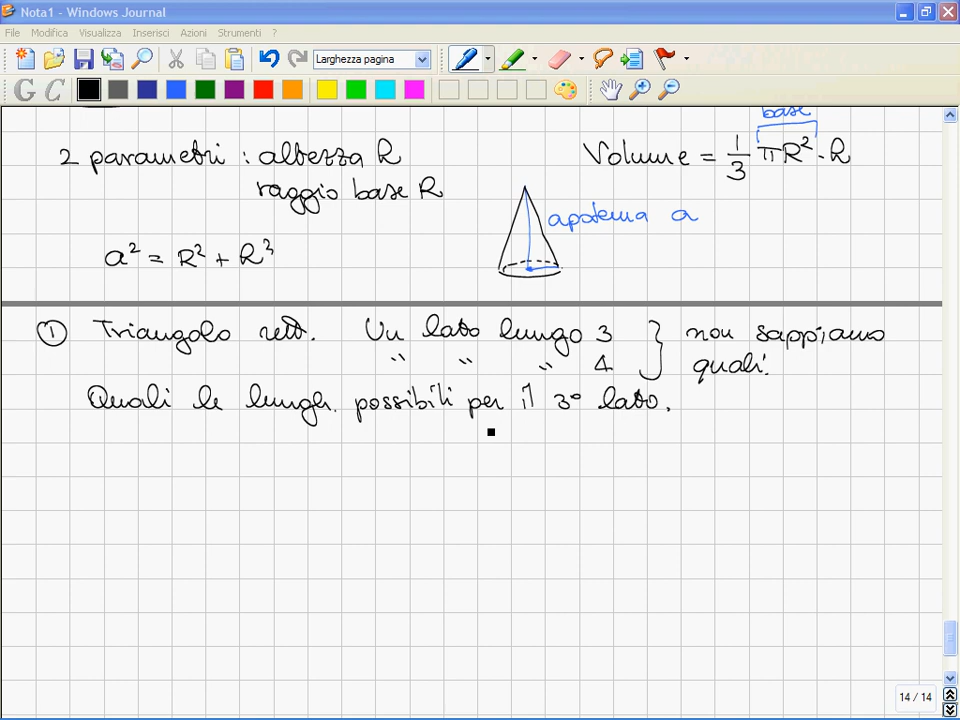 Nota1 - Windows Journal
File Modifica Visualizza Inserisci Azioni Strumenti ?
Larghezza pagina
G C
base
2 parametri : altezza h Volume = 1/3 πR² · h
raggio base R
apotema a
a² = R² + h²
① Triangolo rett. Un lato lungo 3 } non sappiamo
" " " 4 quali.
Quali le lungh. possibili per il 3° lato.
14 / 14